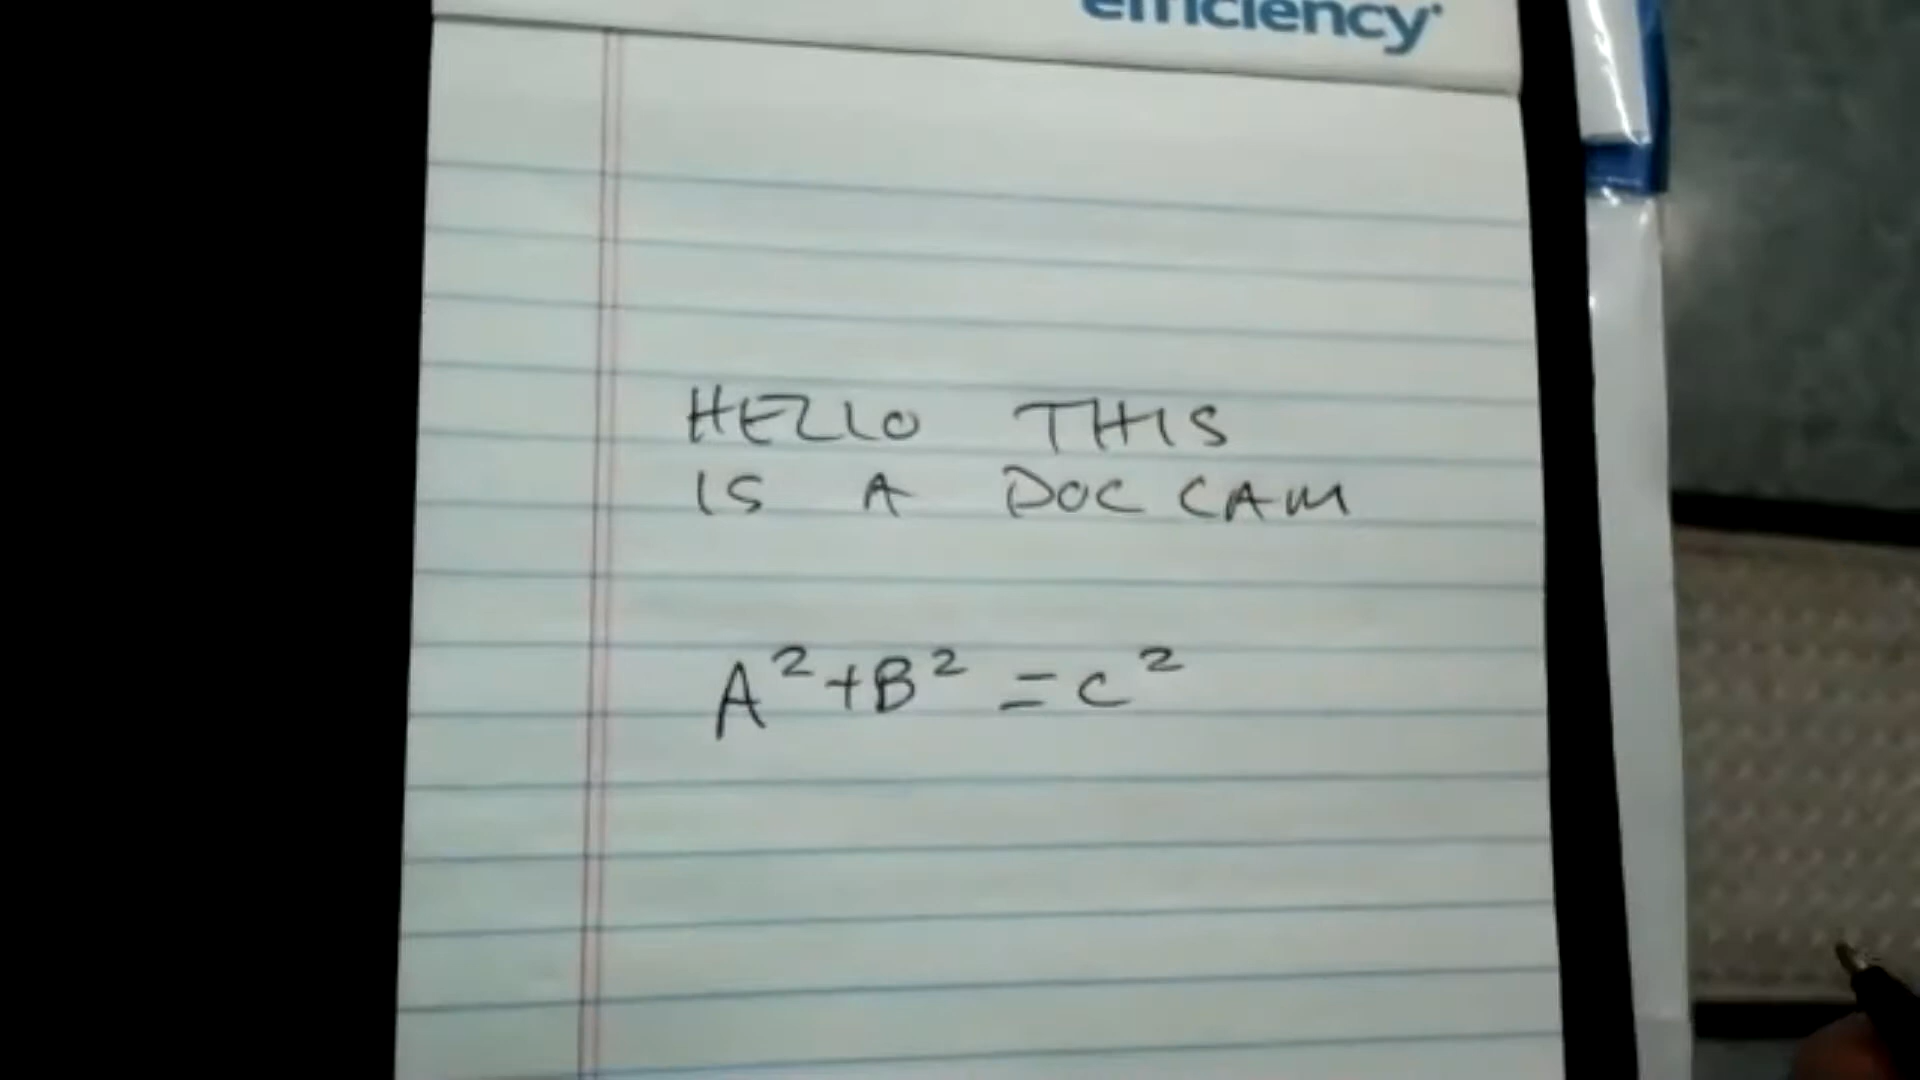 efficiency
HELLO THIS
IS A DOC CAM
A²+B² = C²